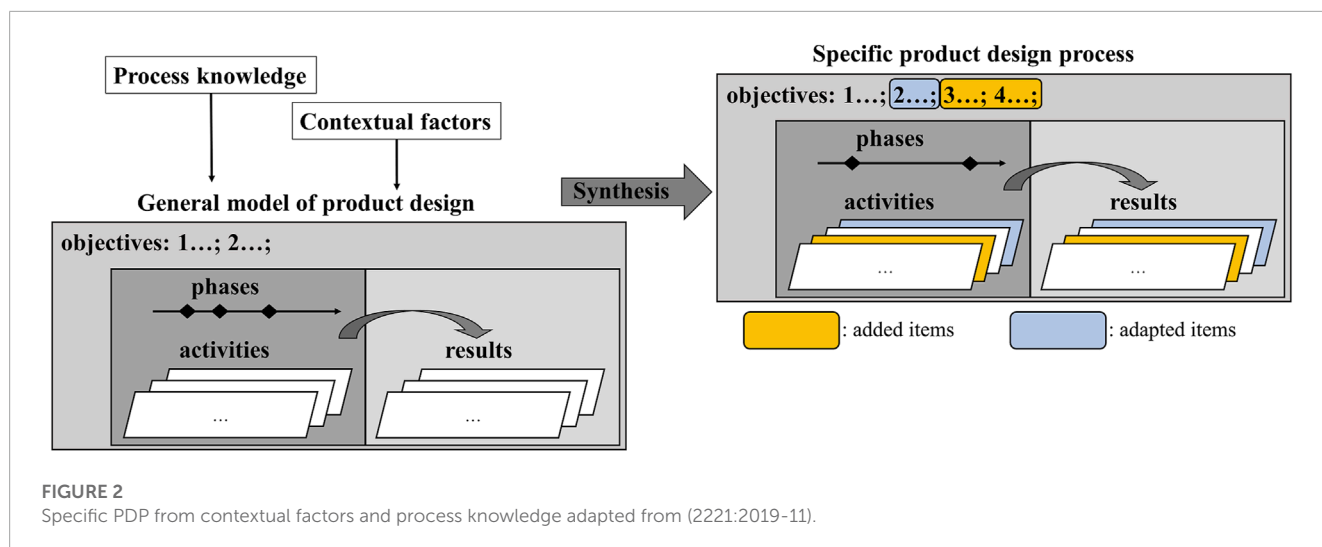 Process knowledge
Contextual factors
General model of product design
objectives: 1...; 2...;
phases
activities
results
...
...
Synthesis
Specific product design process
objectives: 1...; 2...; 3...; 4...;
phases
activities
results
...
...
: added items
: adapted items
FIGURE 2
Specific PDP from contextual factors and process knowledge adapted from (2221:2019-11).